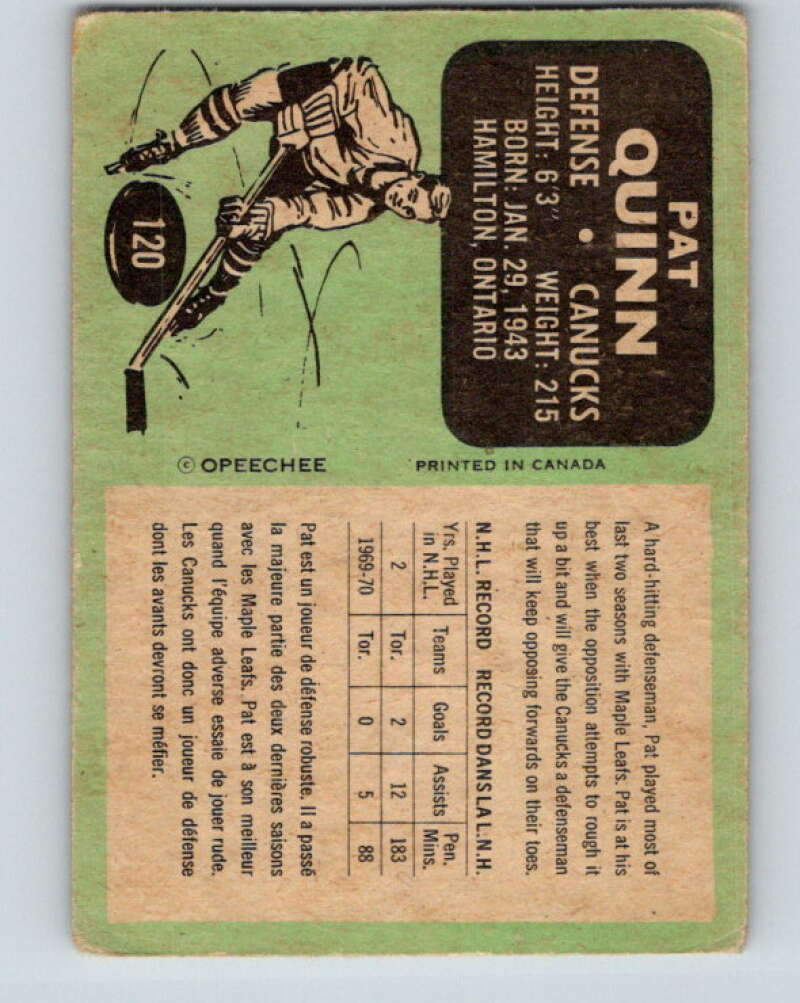 PAT
QUINN
DEFENSE • CANUCKS
HEIGHT: 6'3" WEIGHT: 215
BORN: JAN. 29, 1943
HAMILTON, ONTARIO
120
© OPEECHEE
PRINTED IN CANADA
A hard-hitting defenseman, Pat played most of
last two seasons with Maple Leafs. Pat is at his
best when the opposition attempts to rough it
up a bit and will give the Canucks a defenseman
that will keep opposing forwards on their toes.
N.H.L. RECORD RECORD DANS LA L.N.H.
Yrs. Played in N.H.L. Teams Goals Assists Pen. Mins.
2 Tor. 2 12 183
1969-70 Tor. 0 5 88
Pat est un joueur de défense robuste. Il a passé
la majeure partie des deux dernières saisons
avec les Maple Leafs. Pat est à son meilleur
quand l'équipe adverse essaie de jouer rude.
Les Canucks ont donc un joueur de défense
dont les avants devront se méfier.